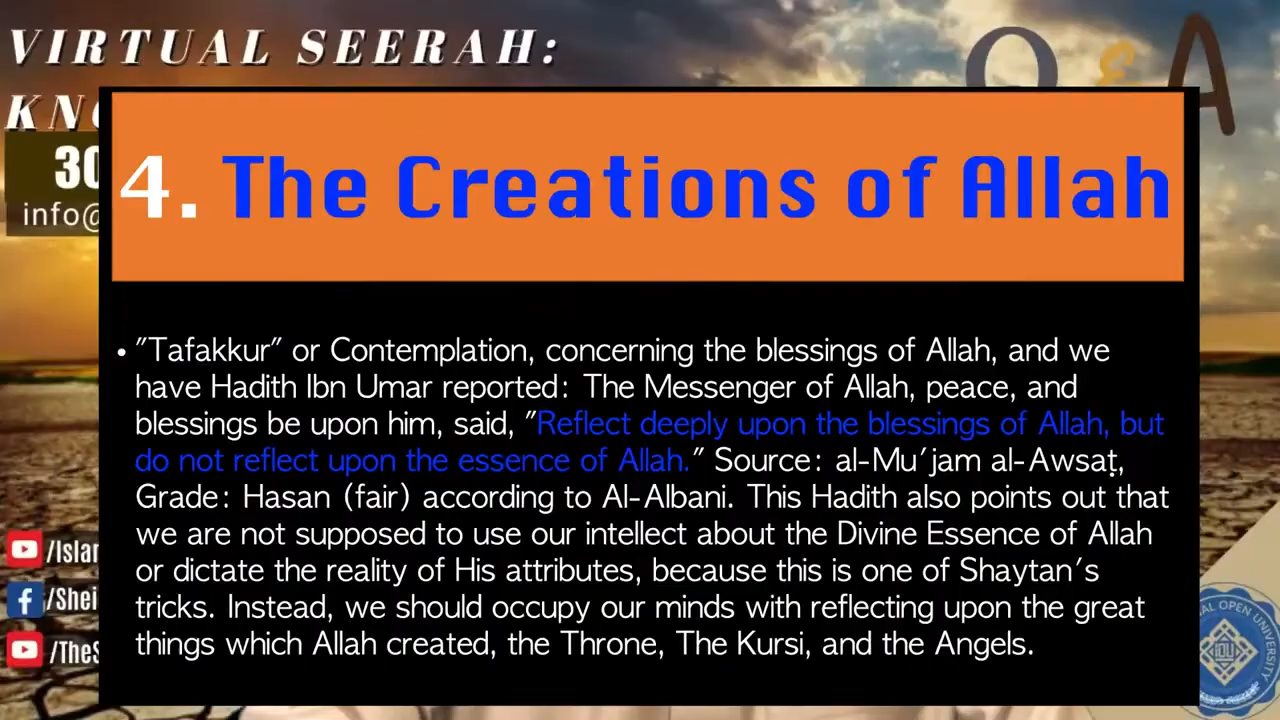 VIRTUAL SEERAH:
Q & A
KN
4. The Creations of Allah
30
info@
• "Tafakkur" or Contemplation, concerning the blessings of Allah, and we
have Hadith Ibn Umar reported: The Messenger of Allah, peace, and
blessings be upon him, said, "Reflect deeply upon the blessings of Allah, but
do not reflect upon the essence of Allah." Source: al-Mu'jam al-Awsaṭ,
Grade: Hasan (fair) according to Al-Albani. This Hadith also points out that
we are not supposed to use our intellect about the Divine Essence of Allah
or dictate the reality of His attributes, because this is one of Shaytan's
tricks. Instead, we should occupy our minds with reflecting upon the great
things which Allah created, the Throne, The Kursi, and the Angels.
/Islam
/Shei
/TheS
AL OPEN UNIVERSITY
IOU